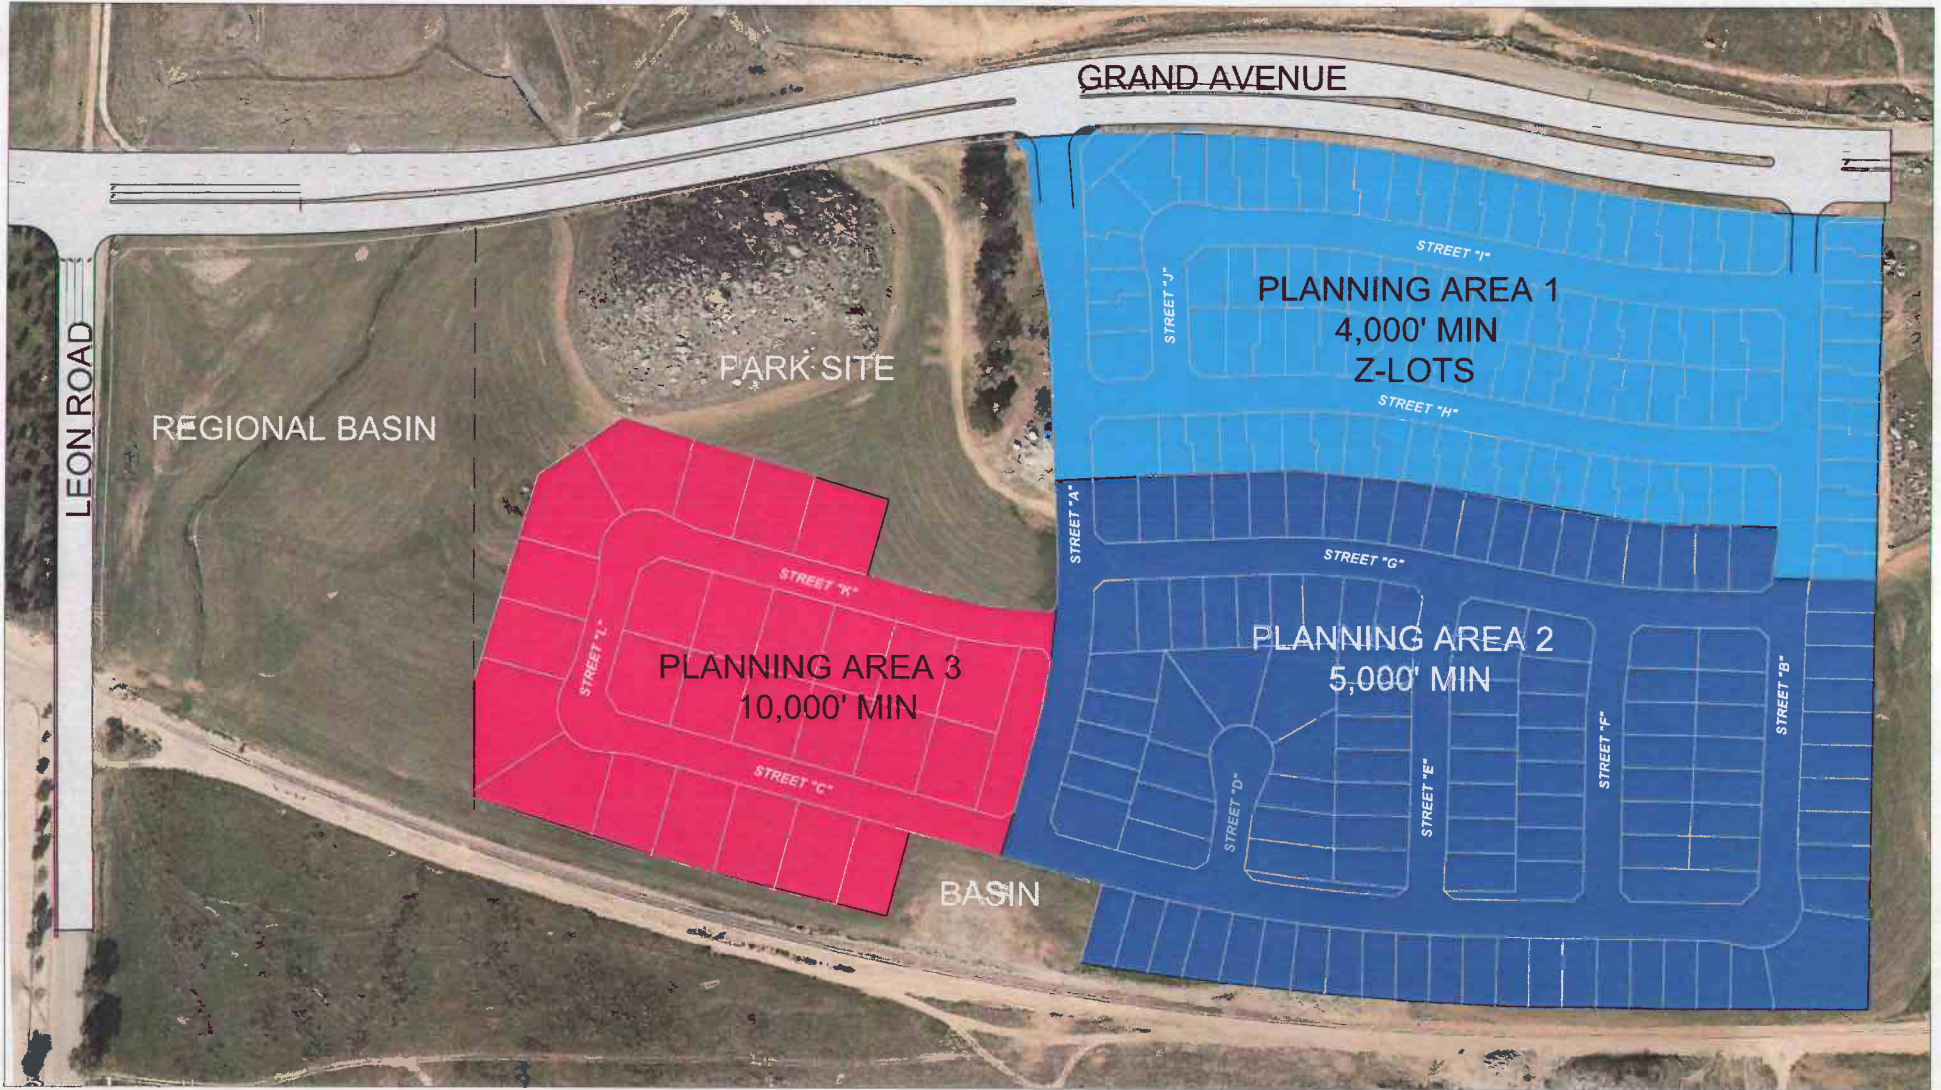 GRAND AVENUE
LEON ROAD
REGIONAL BASIN
PARK SITE
STREET "I"
STREET "J"
PLANNING AREA 1
4,000' MIN
Z-LOTS
STREET "H"
STREET "A"
STREET "G"
PLANNING AREA 2
5,000' MIN
STREET "B"
STREET "F"
STREET "E"
STREET "D"
STREET "K"
STREET "L"
PLANNING AREA 3
10,000' MIN
STREET "C"
BASIN